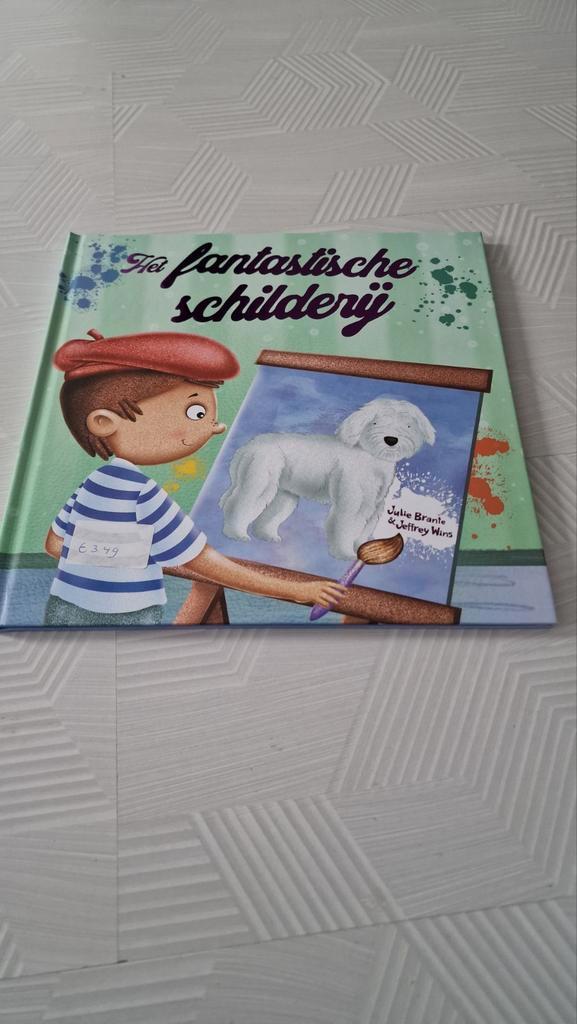 Het fantastische
schilderij
Julie Brante
& Jeffrey Wins
€3.49